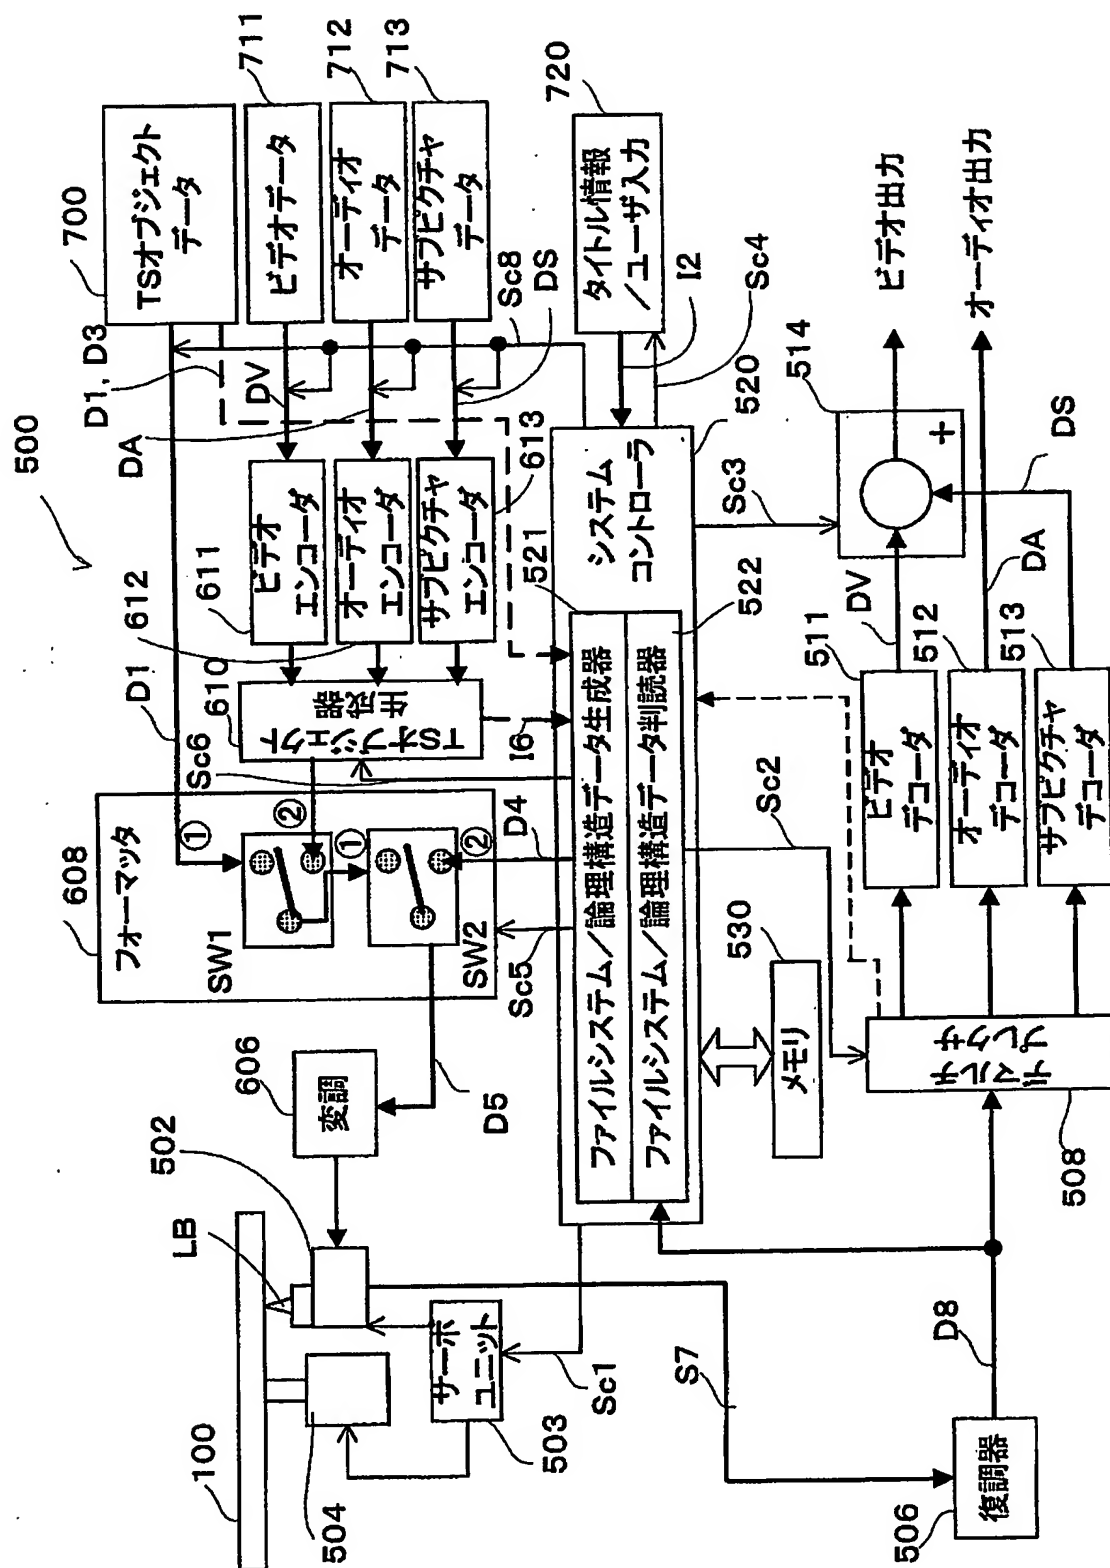 500
700
TSオブジェクト
データ
711
ビデオデータ
712
オーディオ
データ
713
サブピクチャ
データ
D1, D3
DV
DA
Sc8
DS
720
タイトル情報
/ユーザ入力
I2
Sc4
608
フォーマッタ
D1
①
②
SW1
①
②
SW2
610
TSオブジェクト
生成器
Sc6
611
ビデオ
エンコーダ
612
オーディオ
エンコーダ
613
サブピクチャ
エンコーダ
I6
D4
Sc5
D5
606
変調
502
LB
100
504
サーボ
ユニット
503
Sc1
S7
520
システム
コントローラ
521
ファイルシステム/論理構造データ生成器
522
ファイルシステム/論理構造データ判読器
Sc3
Sc2
530
メモリ
514
+
ビデオ出力
オーディオ出力
DV
DA
DS
511
ビデオ
デコーダ
512
オーディオ
デコーダ
513
サブピクチャ
デコーダ
508
デマルチ
プレクサ
D8
506
復調器